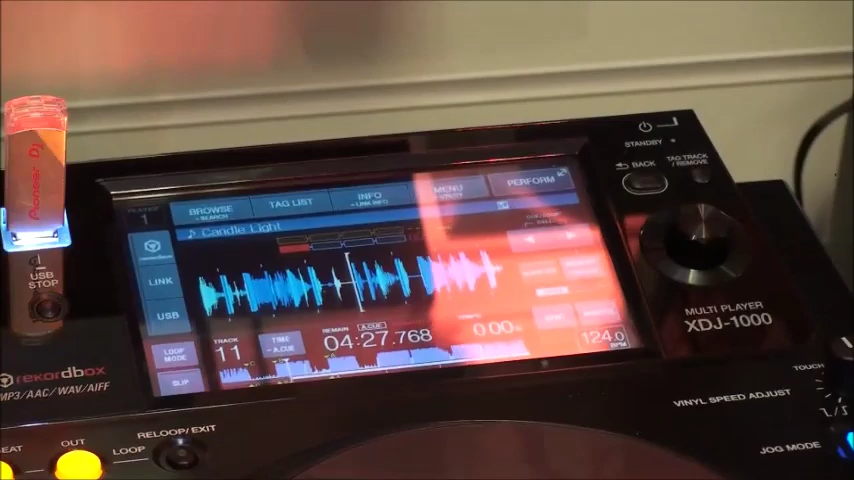 STANDBY
BACK
TAG TRACK
/ REMOVE
Pioneer Dj
USB
STOP
PLAYER
1
BROWSE
SEARCH
TAG LIST
INFO
LINK INFO
MENU
PERFORM
Candle Light
LINK
USB
LOOP
MODE
SLIP
TRACK
11
TIME
A.CUE
REMAIN
A.CUE
04:27.768
0.00
124.0
BPM
MULTI PLAYER
XDJ-1000
rekordbox
MP3/AAC/WAV/AIFF
OUT
LOOP
RELOOP/EXIT
TOUCH
VINYL SPEED ADJUST
JOG MODE